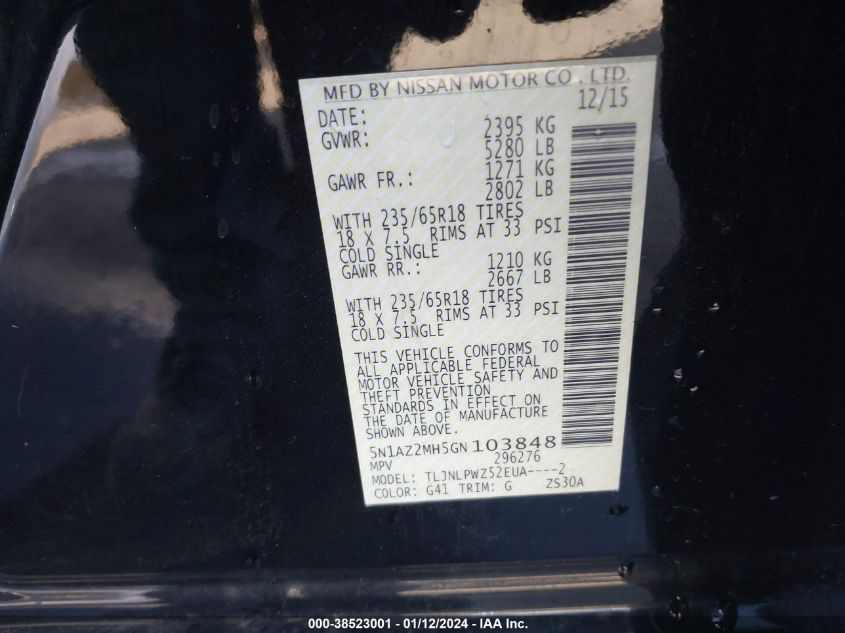 MFD BY NISSAN MOTOR CO., LTD.
DATE: 12/15
GVWR: 2395 KG
5280 LB
GAWR FR.: 1271 KG
2802 LB
WITH 235/65R18 TIRES
18 X 7.5 RIMS AT 33 PSI
COLD SINGLE
GAWR RR.: 1210 KG
2667 LB
WITH 235/65R18 TIRES
18 X 7.5 RIMS AT 33 PSI
COLD SINGLE
THIS VEHICLE CONFORMS TO
ALL APPLICABLE FEDERAL
MOTOR VEHICLE SAFETY AND
THEFT PREVENTION
STANDARDS IN EFFECT ON
THE DATE OF MANUFACTURE
SHOWN ABOVE.
5N1AZ2MH5GN103848
MPV 296276
MODEL: TLJNLPWZ52EUA----2
COLOR: G41 TRIM: G ZS30A
000-38523001 - 01/12/2024 - IAA Inc.